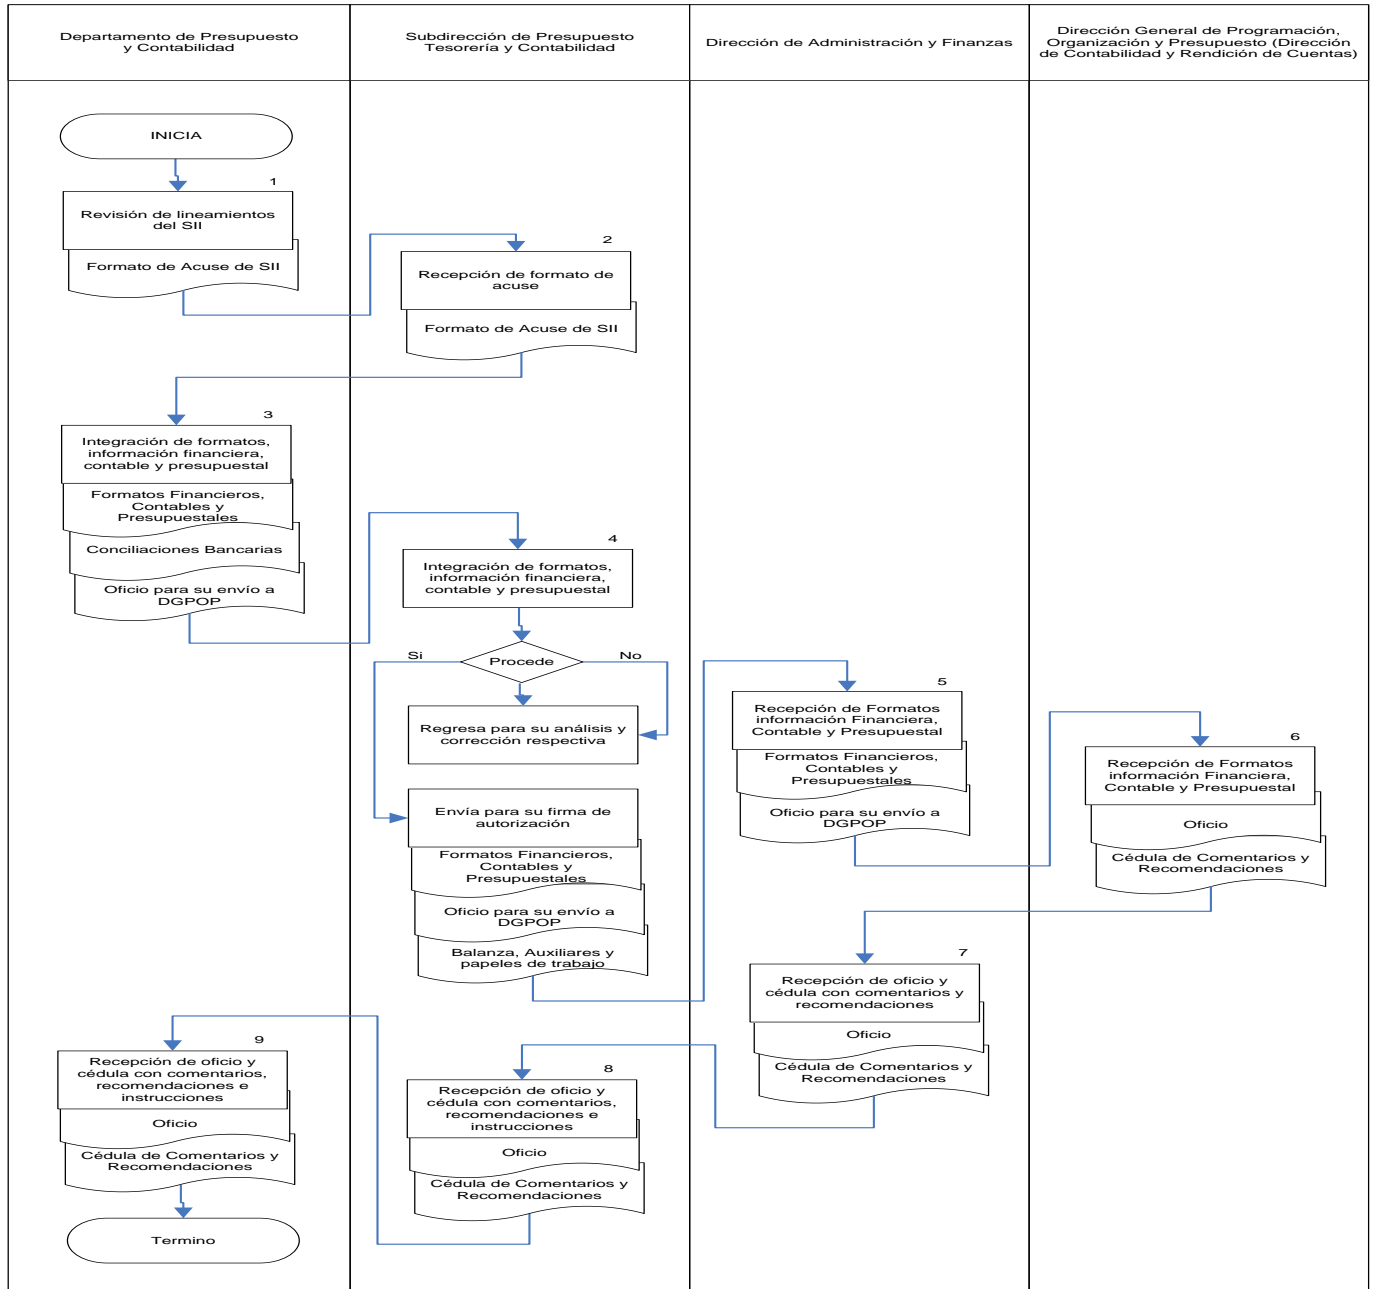 Departamento de Presupuesto
y Contabilidad
Subdirección de Presupuesto
Tesorería y Contabilidad
Dirección de Administración y Finanzas
Dirección General de Programación,
Organización y Presupuesto (Dirección
de Contabilidad y Rendición de Cuentas)
INICIA
1
Revisión de lineamientos
del SII
Formato de Acuse de SII
2
Recepción de formato de
acuse
Formato de Acuse de SII
3
Integración de formatos,
información financiera,
contable y presupuestal
Formatos Financieros,
Contables y
Presupuestales
Conciliaciones Bancarias
Oficio para su envío a
DGPOP
4
Integración de formatos,
información financiera,
contable y presupuestal
Si
Procede
No
Regresa para su análisis y
corrección respectiva
Envía para su firma de
autorización
Formatos Financieros,
Contables y
Presupuestales
Oficio para su envío a
DGPOP
Balanza, Auxiliares y
papeles de trabajo
5
Recepción de Formatos
información Financiera,
Contable y Presupuestal
Formatos Financieros,
Contables y
Presupuestales
Oficio para su envío a
DGPOP
6
Recepción de Formatos
información Financiera,
Contable y Presupuestal
Oficio
Cédula de Comentarios y
Recomendaciones
7
Recepción de oficio y
cédula con comentarios y
recomendaciones
Oficio
Cédula de Comentarios y
Recomendaciones
8
Recepción de oficio y
cédula con comentarios,
recomendaciones e
instrucciones
Oficio
Cédula de Comentarios y
Recomendaciones
9
Recepción de oficio y
cédula con comentarios,
recomendaciones e
instrucciones
Oficio
Cédula de Comentarios y
Recomendaciones
Termino